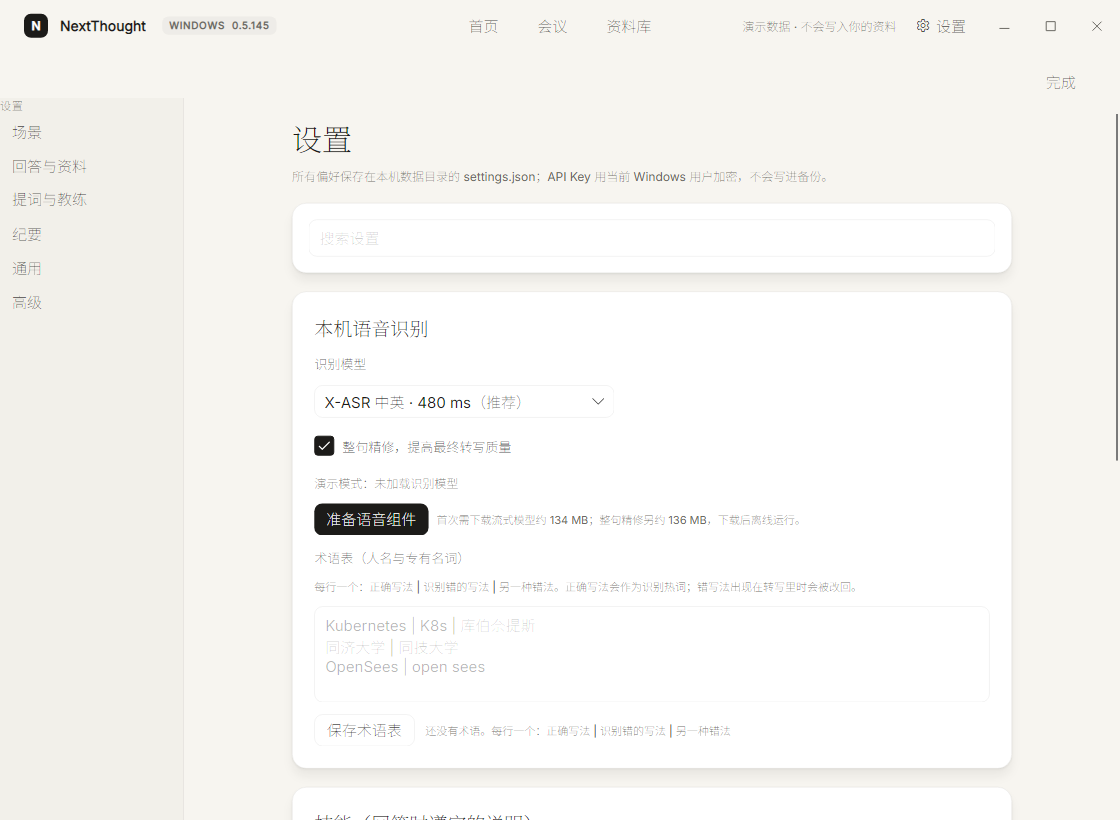 N NextThought WINDOWS 0.5.145 首页 会议 资料库 演示数据 · 不会写入你的资料 设置
完成
设置
场景
回答与资料
提词与教练
纪要
通用
高级
设置
所有偏好保存在本机数据目录的 settings.json；API Key 用当前 Windows 用户加密，不会写进备份。
搜索设置
本机语音识别
识别模型
X-ASR 中英 · 480 ms（推荐）
整句精修，提高最终转写质量
演示模式：未加载识别模型
准备语音组件 首次需下载流式模型约 134 MB；整句精修另约 136 MB，下载后离线运行。
术语表（人名与专有名词）
每行一个：正确写法 | 识别错的写法 | 另一种错法。正确写法会作为识别热词；错写法出现在转写里时会被改回。
Kubernetes | K8s | 库伯奈提斯
同济大学 | 同技大学
OpenSees | open sees
保存术语表 还没有术语。每行一个：正确写法 | 识别错的写法 | 另一种错法
技能（回答时遵守的说明）